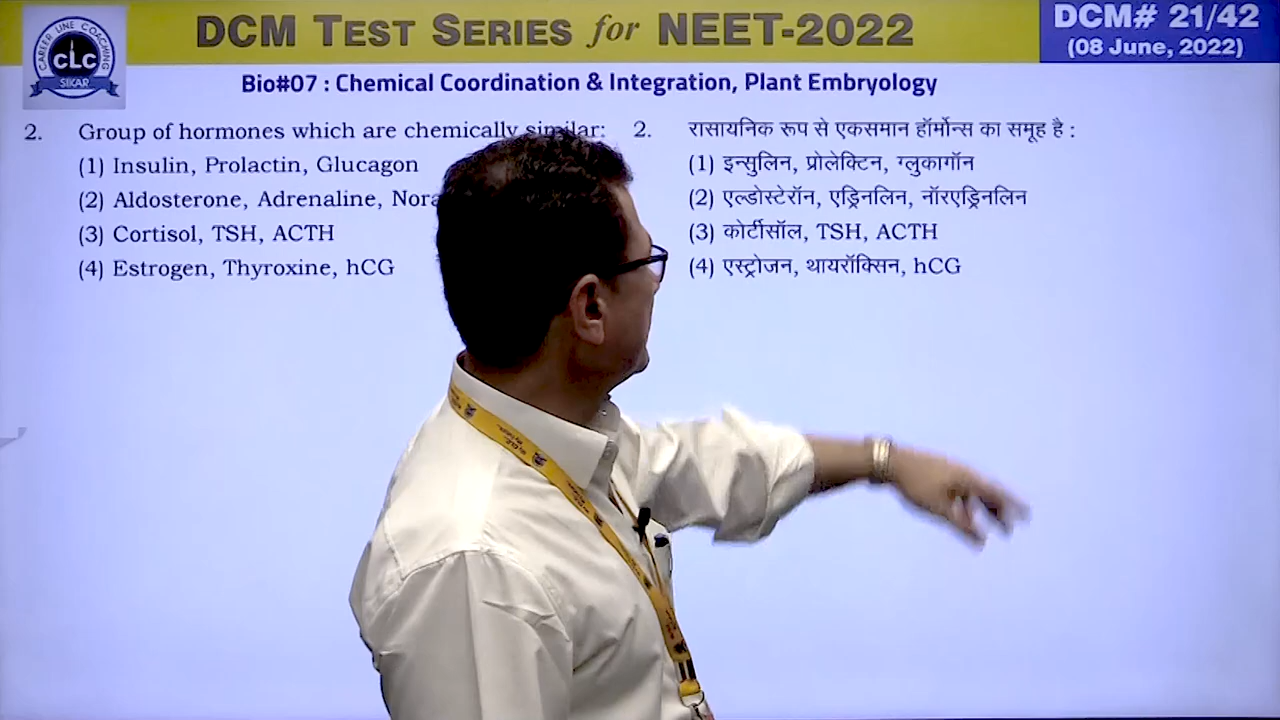 DCM TEST SERIES for NEET-2022
DCM# 21/42
(08 June, 2022)
CAREER LINE COACHING
CLC
SIKAR
Bio#07 : Chemical Coordination & Integration, Plant Embryology
2. Group of hormones which are chemically similar:
(1) Insulin, Prolactin, Glucagon
(2) Aldosterone, Adrenaline, Nora
(3) Cortisol, TSH, ACTH
(4) Estrogen, Thyroxine, hCG
2. रासायनिक रूप से एकसमान हॉर्मोन्स का समूह है :
(1) इन्सुलिन, प्रोलेक्टिन, ग्लुकागॉन
(2) एल्डोस्टेरॉन, एड्रिनलिन, नॉरएड्रिनलिन
(3) कोर्टीसॉल, TSH, ACTH
(4) एस्ट्रोजन, थायरॉक्सिन, hCG